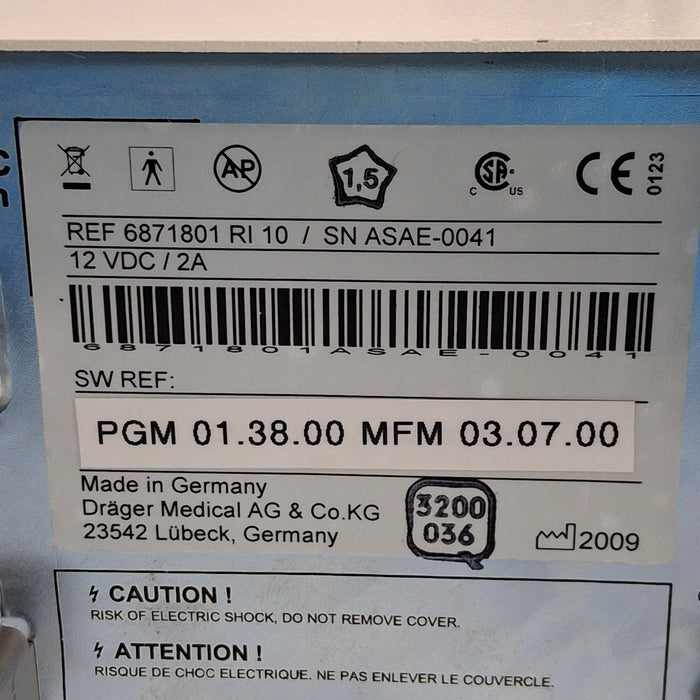 AP
1,5
SA
C US
CE 0123
REF 6871801 RI 10 / SN ASAE-0041
12 VDC / 2A
6871801ASAE-0041
SW REF:
PGM 01.38.00 MFM 03.07.00
Made in Germany
Dräger Medical AG & Co.KG
23542 Lübeck, Germany
3200
036
2009
CAUTION !
RISK OF ELECTRIC SHOCK, DO NOT REMOVE COVER.
ATTENTION !
RISQUE DE CHOC ELECTRIQUE. NE PAS ENLEVER LE COUVERCLE.